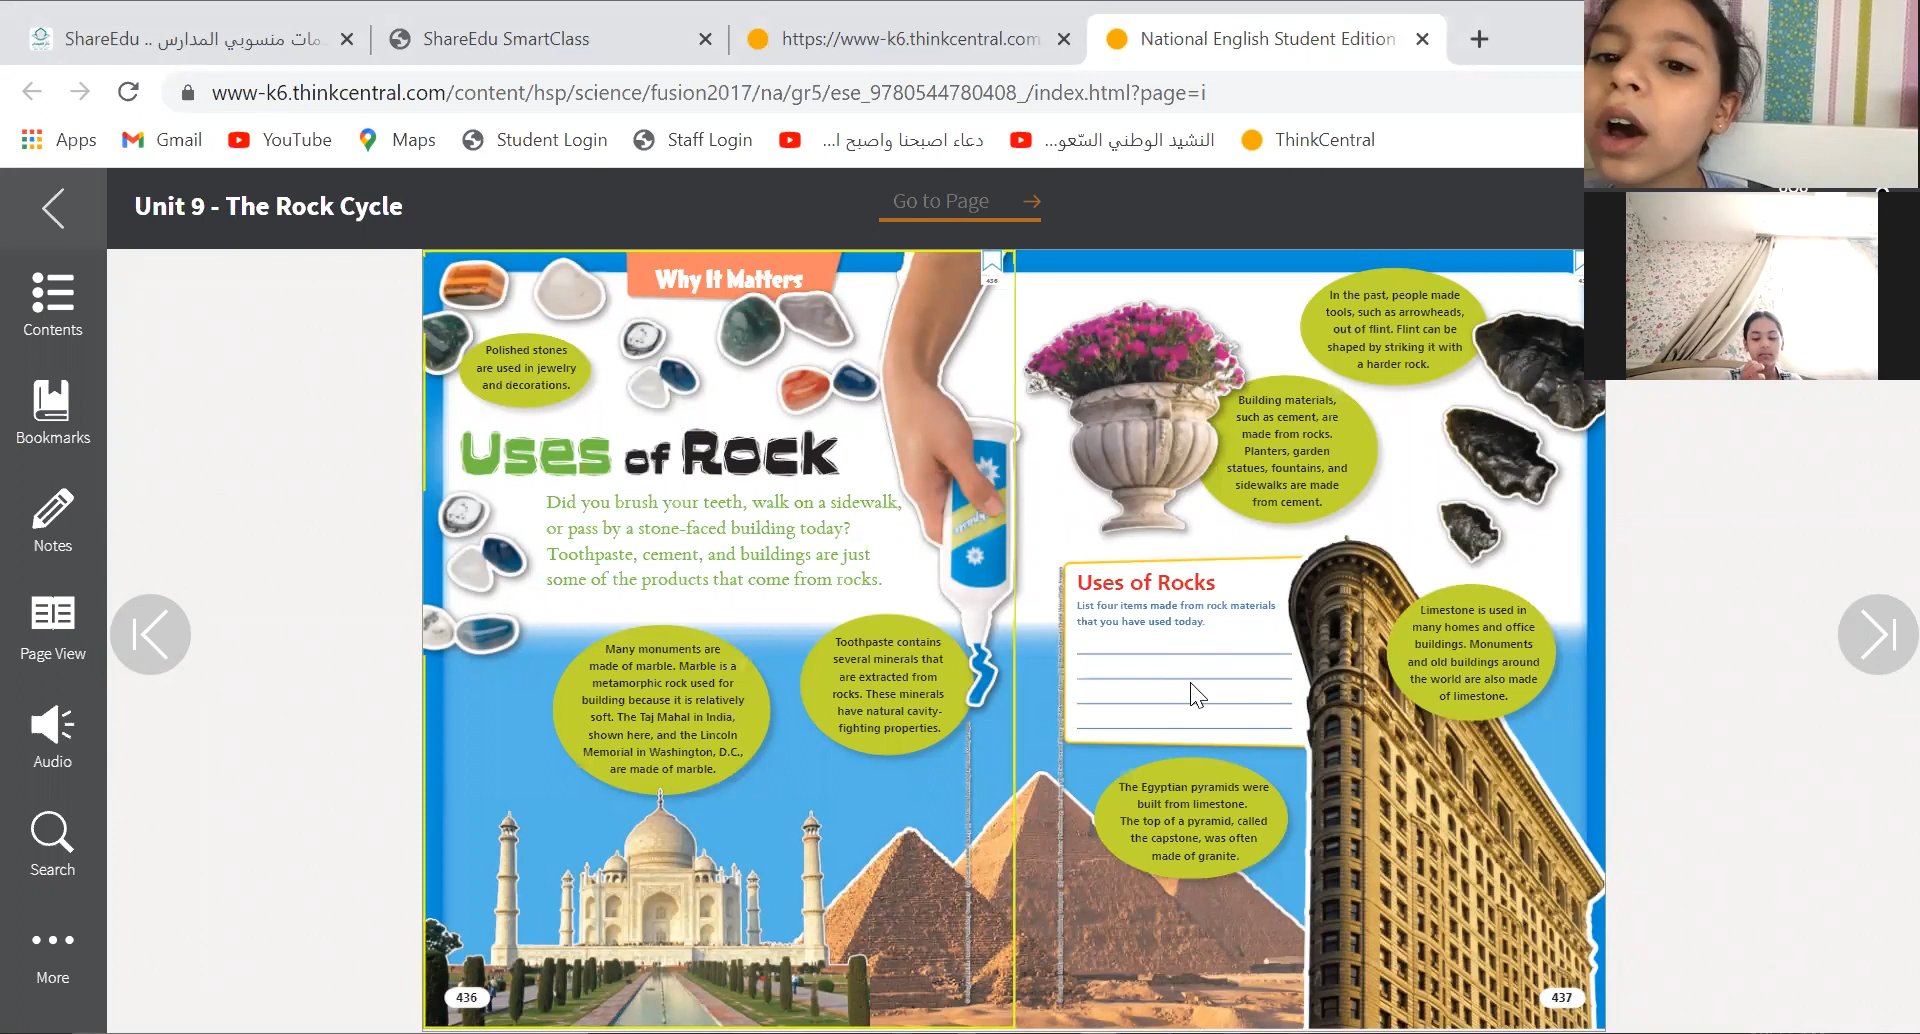 ShareEdu .. مات منسوبي المدارس
ShareEdu SmartClass
https://www-k6.thinkcentral.com
National English Student Edition
www-k6.thinkcentral.com/content/hsp/science/fusion2017/na/gr5/ese_9780544780408_/index.html?page=i
Apps
Gmail
YouTube
Maps
Student Login
Staff Login
دعاء اصبحنا واصبح ا...
النشيد الوطني السّعو...
ThinkCentral
Unit 9 - The Rock Cycle
Go to Page
Contents
Bookmarks
Notes
Page View
Audio
Search
More
Why It Matters
436
Polished stones
are used in jewelry
and decorations.
Uses of Rock
Did you brush your teeth, walk on a sidewalk,
or pass by a stone-faced building today?
Toothpaste, cement, and buildings are just
some of the products that come from rocks.
Many monuments are
made of marble. Marble is a
metamorphic rock used for
building because it is relatively
soft. The Taj Mahal in India,
shown here, and the Lincoln
Memorial in Washington, D.C.,
are made of marble.
Toothpaste contains
several minerals that
are extracted from
rocks. These minerals
have natural cavity-
fighting properties.
436
In the past, people made
tools, such as arrowheads,
out of flint. Flint can be
shaped by striking it with
a harder rock.
Building materials,
such as cement, are
made from rocks.
Planters, garden
statues, fountains, and
sidewalks are made
from cement.
Uses of Rocks
List four items made from rock materials
that you have used today.
Limestone is used in
many homes and office
buildings. Monuments
and old buildings around
the world are also made
of limestone.
The Egyptian pyramids were
built from limestone.
The top of a pyramid, called
the capstone, was often
made of granite.
437